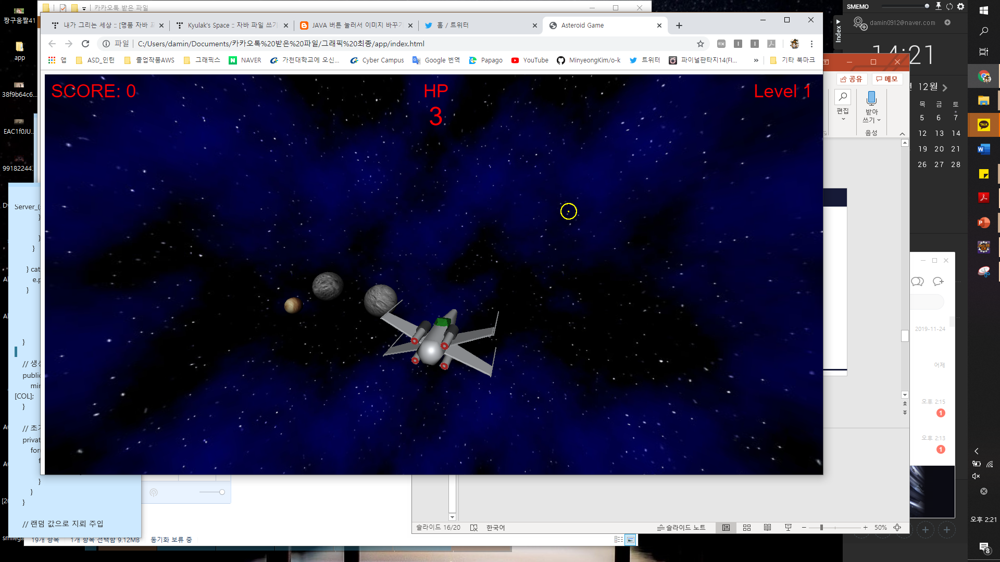 짱구움짤41
app
38f9b64c6...
EAC1f0JU...
99182224...
카카오톡 받은 파일
내가 그리는 세상 :: [명품 자바 프
Kyulak's Space :: 자바 파일 쓰기
JAVA 버튼 눌러서 이미지 바꾸기
홈 / 트위터
Asteroid Game
파일
C:/Users/damin/Documents/카카오톡%20받은%20파일/그래픽%20최종/app/index.html
앱
ASD_인턴
졸업작품AWS
그래픽스
NAVER
가천대학교에 오신...
Cyber Campus
Google 번역
Papago
YouTube
MinyeongKim/o-k
트위터
파이널판타지14(FI...
기타 북마크
SCORE: 0
HP
3
Level 1
Server_(
}
}
}
} cat
e.p
}
}
// 생성
public
min
[COL];
}
// 초기
private
for
f
}
}
}
// 랜덤 값으로 지뢰 주입
19개 항목
1개 항목 선택함 9.12MB
동기화 보류 중
슬라이드 16/20
한국어
슬라이드 노트
50%
공유
메모
편집
받아
쓰기
음성
SMEMO
Index
damin0912@naver.com
14:21
12월
목 금 토
5 6 7
12 13 14
19 20 21
26 27 28
2019-11-24
어제
오후 2:15
1
오후 2:13
1
TALK
오후 2:21
8